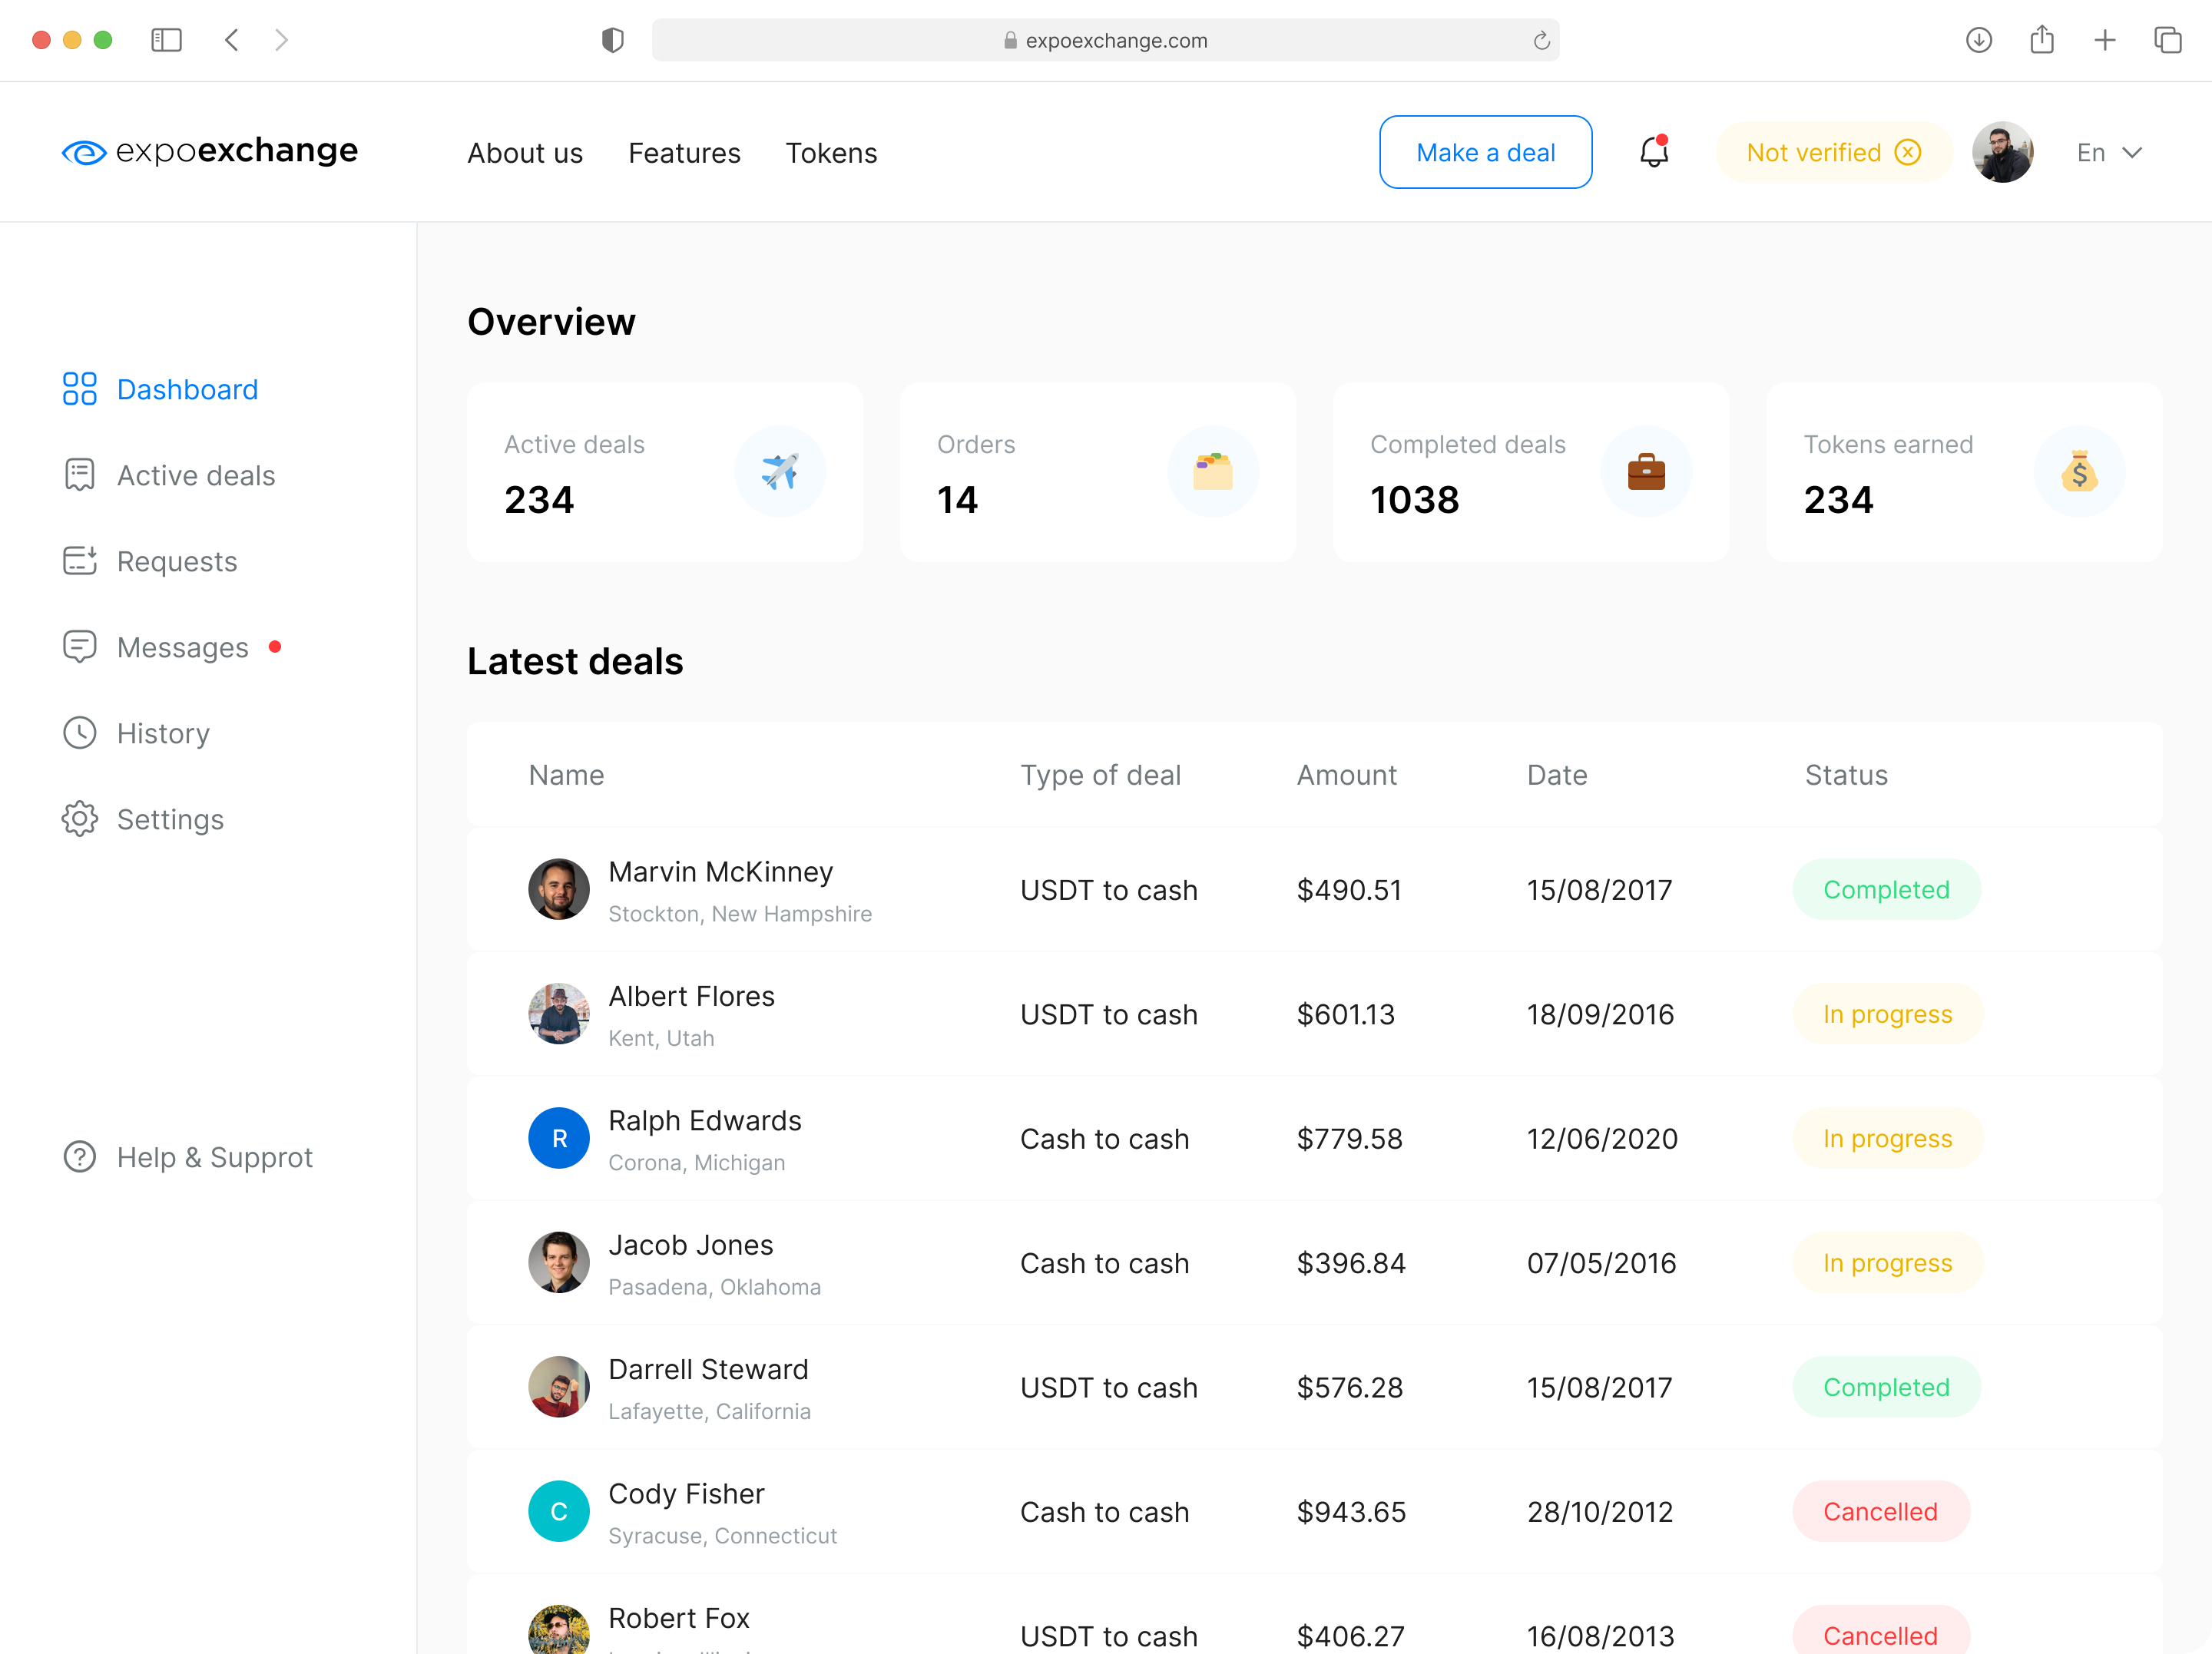 expoexchange.com
expoexchange
About us
Features
Tokens
Make a deal
Not verified
En
Dashboard
Active deals
Requests
Messages
History
Settings
Help & Supprot
Overview
Active deals
234
Orders
14
Completed deals
1038
Tokens earned
234
Latest deals
Name Type of deal Amount Date Status
Marvin McKinney
Stockton, New Hampshire
USDT to cash $490.51 15/08/2017 Completed
Albert Flores
Kent, Utah
USDT to cash $601.13 18/09/2016 In progress
R
Ralph Edwards
Corona, Michigan
Cash to cash $779.58 12/06/2020 In progress
Jacob Jones
Pasadena, Oklahoma
Cash to cash $396.84 07/05/2016 In progress
Darrell Steward
Lafayette, California
USDT to cash $576.28 15/08/2017 Completed
C
Cody Fisher
Syracuse, Connecticut
Cash to cash $943.65 28/10/2012 Cancelled
Robert Fox
USDT to cash $406.27 16/08/2013 Cancelled